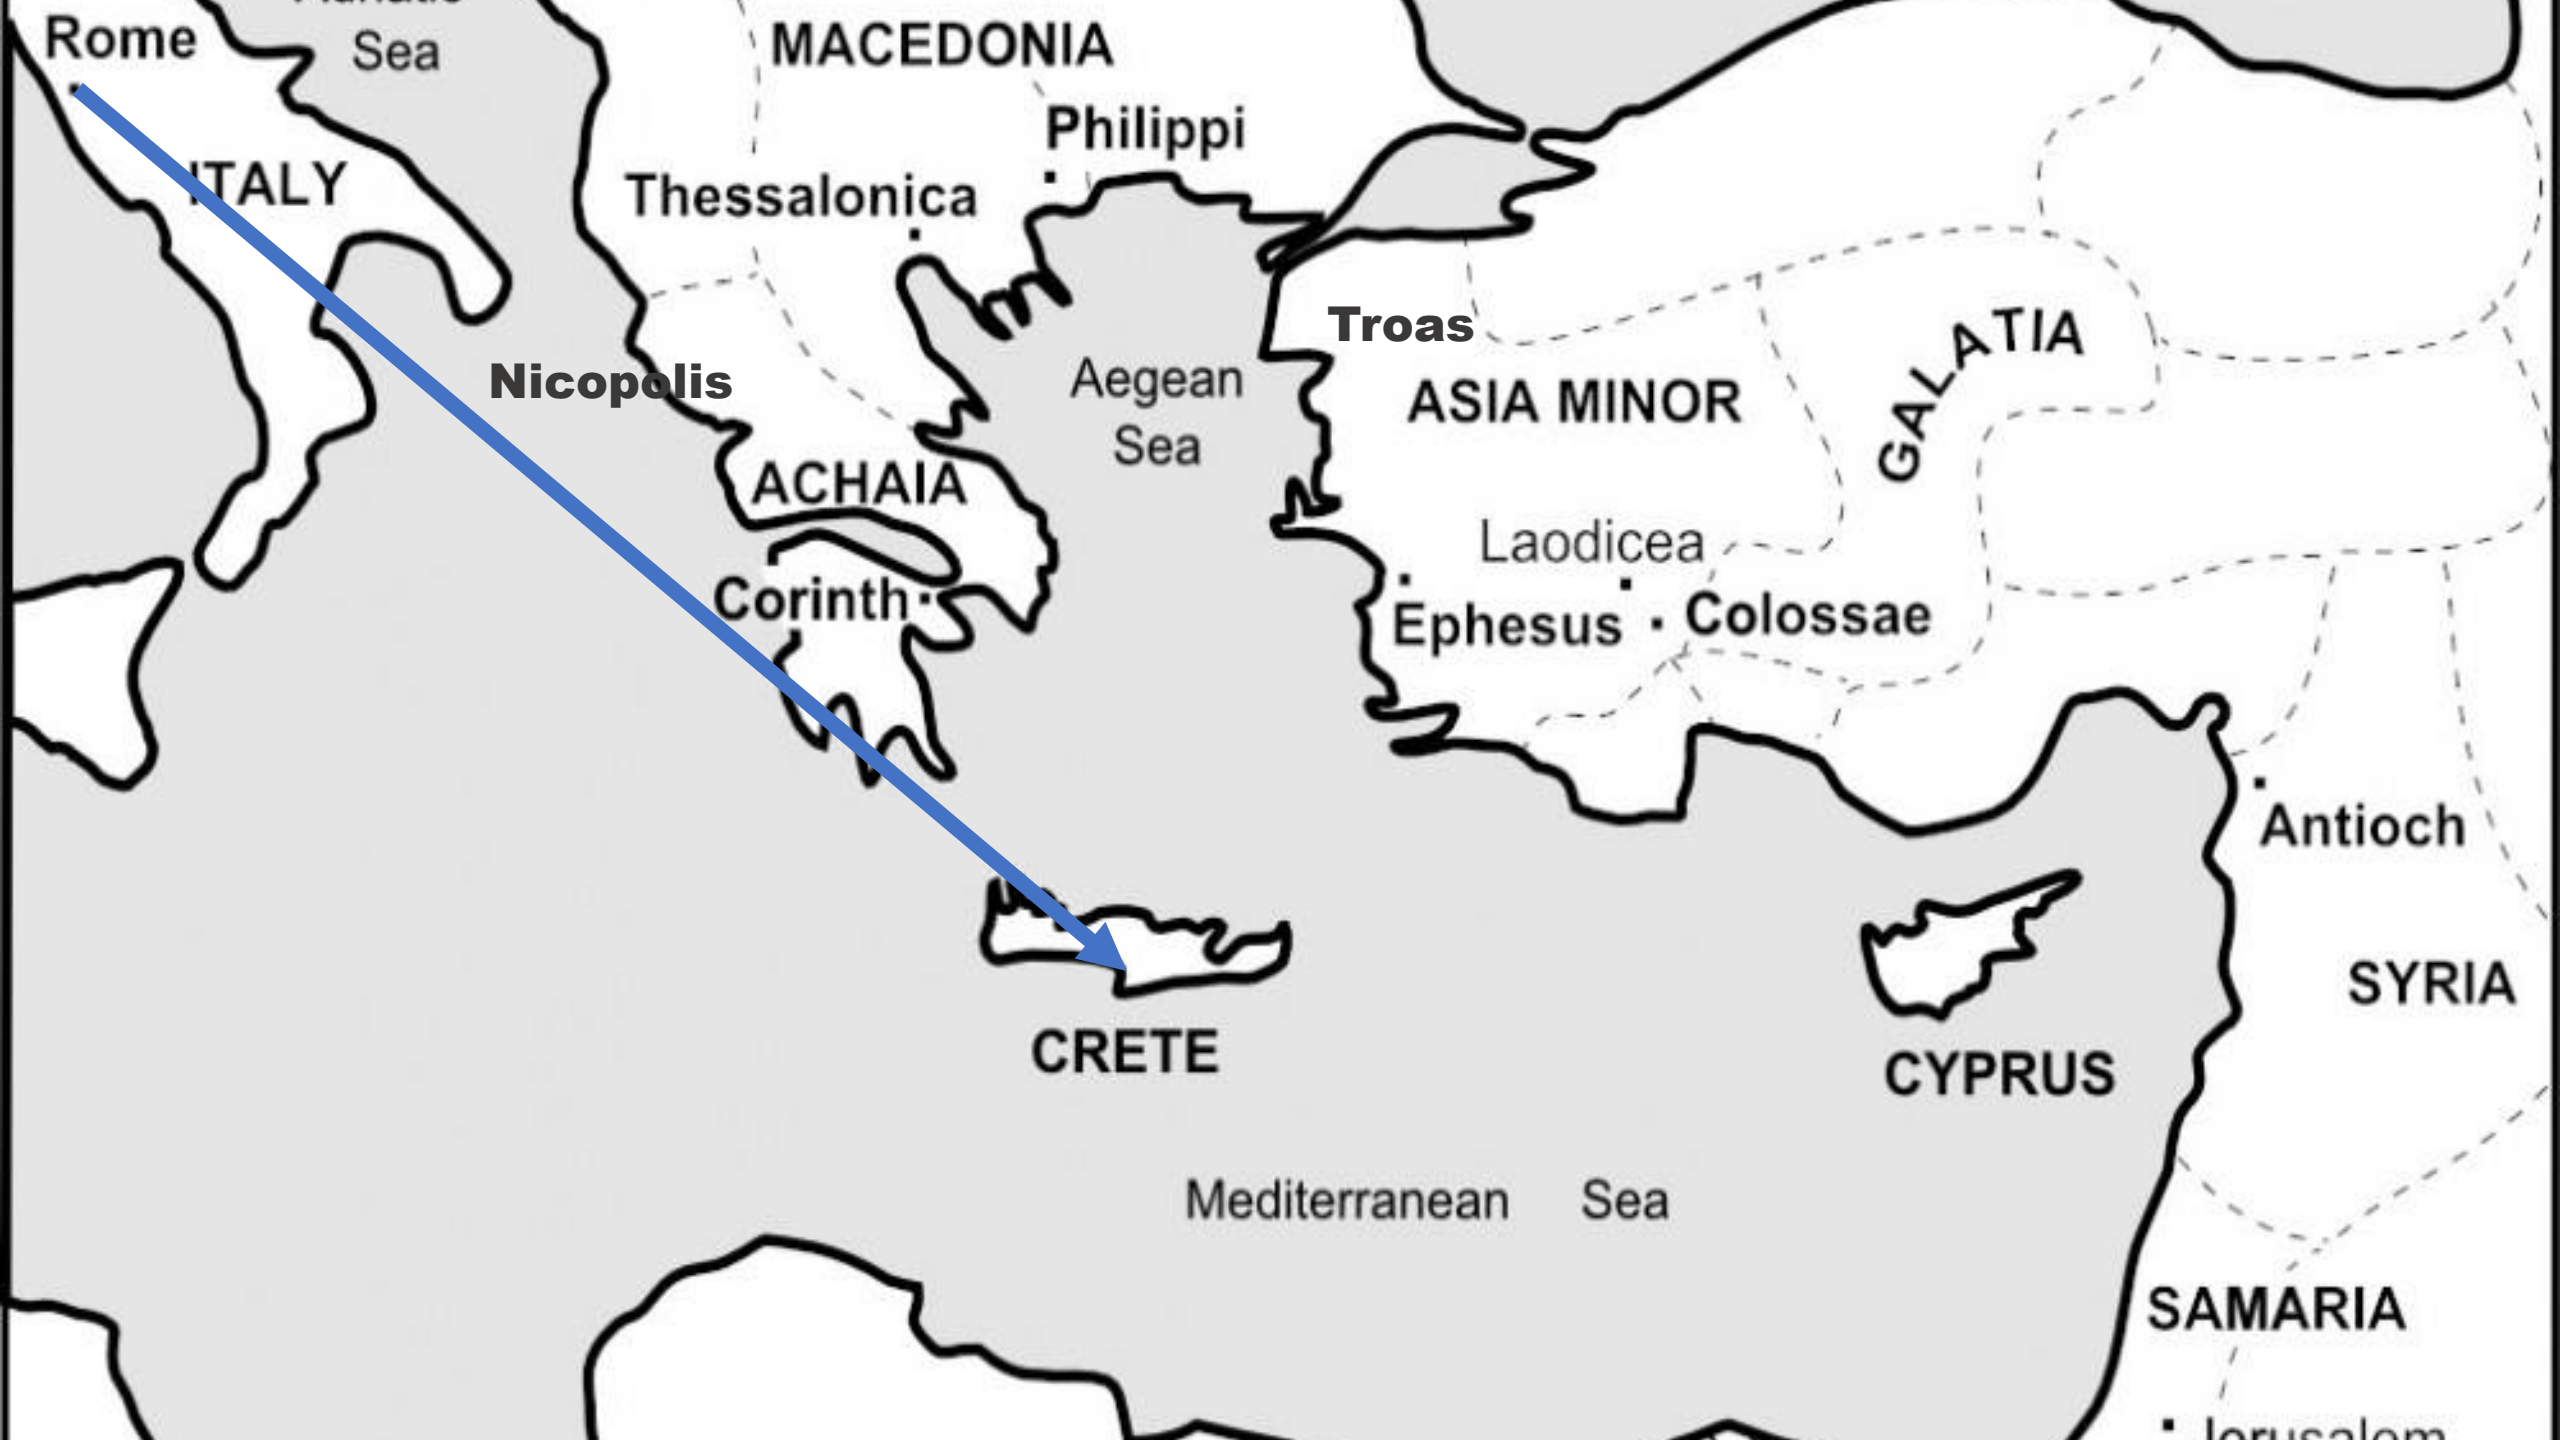 Rome
Sea
MACEDONIA
Philippi
ITALY
Thessalonica
Troas
GALATIA
Nicopolis
Aegean
Sea
ASIA MINOR
ACHAIA
Laodicea
Corinth
Ephesus
Colossae
Antioch
SYRIA
CRETE
CYPRUS
Mediterranean Sea
SAMARIA